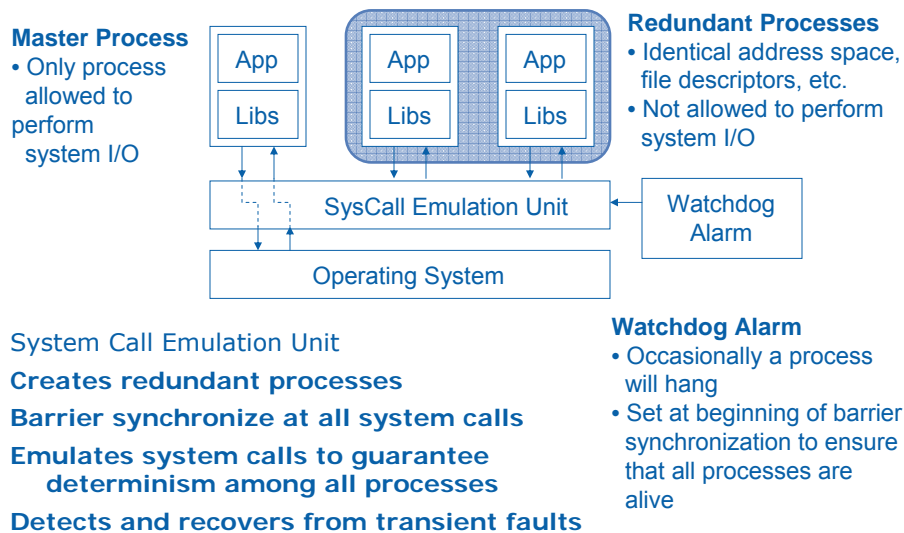 Master Process
• Only process
allowed to
perform
system I/O
App
Libs
App
Libs
App
Libs
Redundant Processes
• Identical address space,
file descriptors, etc.
• Not allowed to perform
system I/O
SysCall Emulation Unit
Watchdog
Alarm
Operating System
System Call Emulation Unit
Creates redundant processes
Barrier synchronize at all system calls
Emulates system calls to guarantee
determinism among all processes
Detects and recovers from transient faults
Watchdog Alarm
• Occasionally a process
will hang
• Set at beginning of barrier
synchronization to ensure
that all processes are
alive